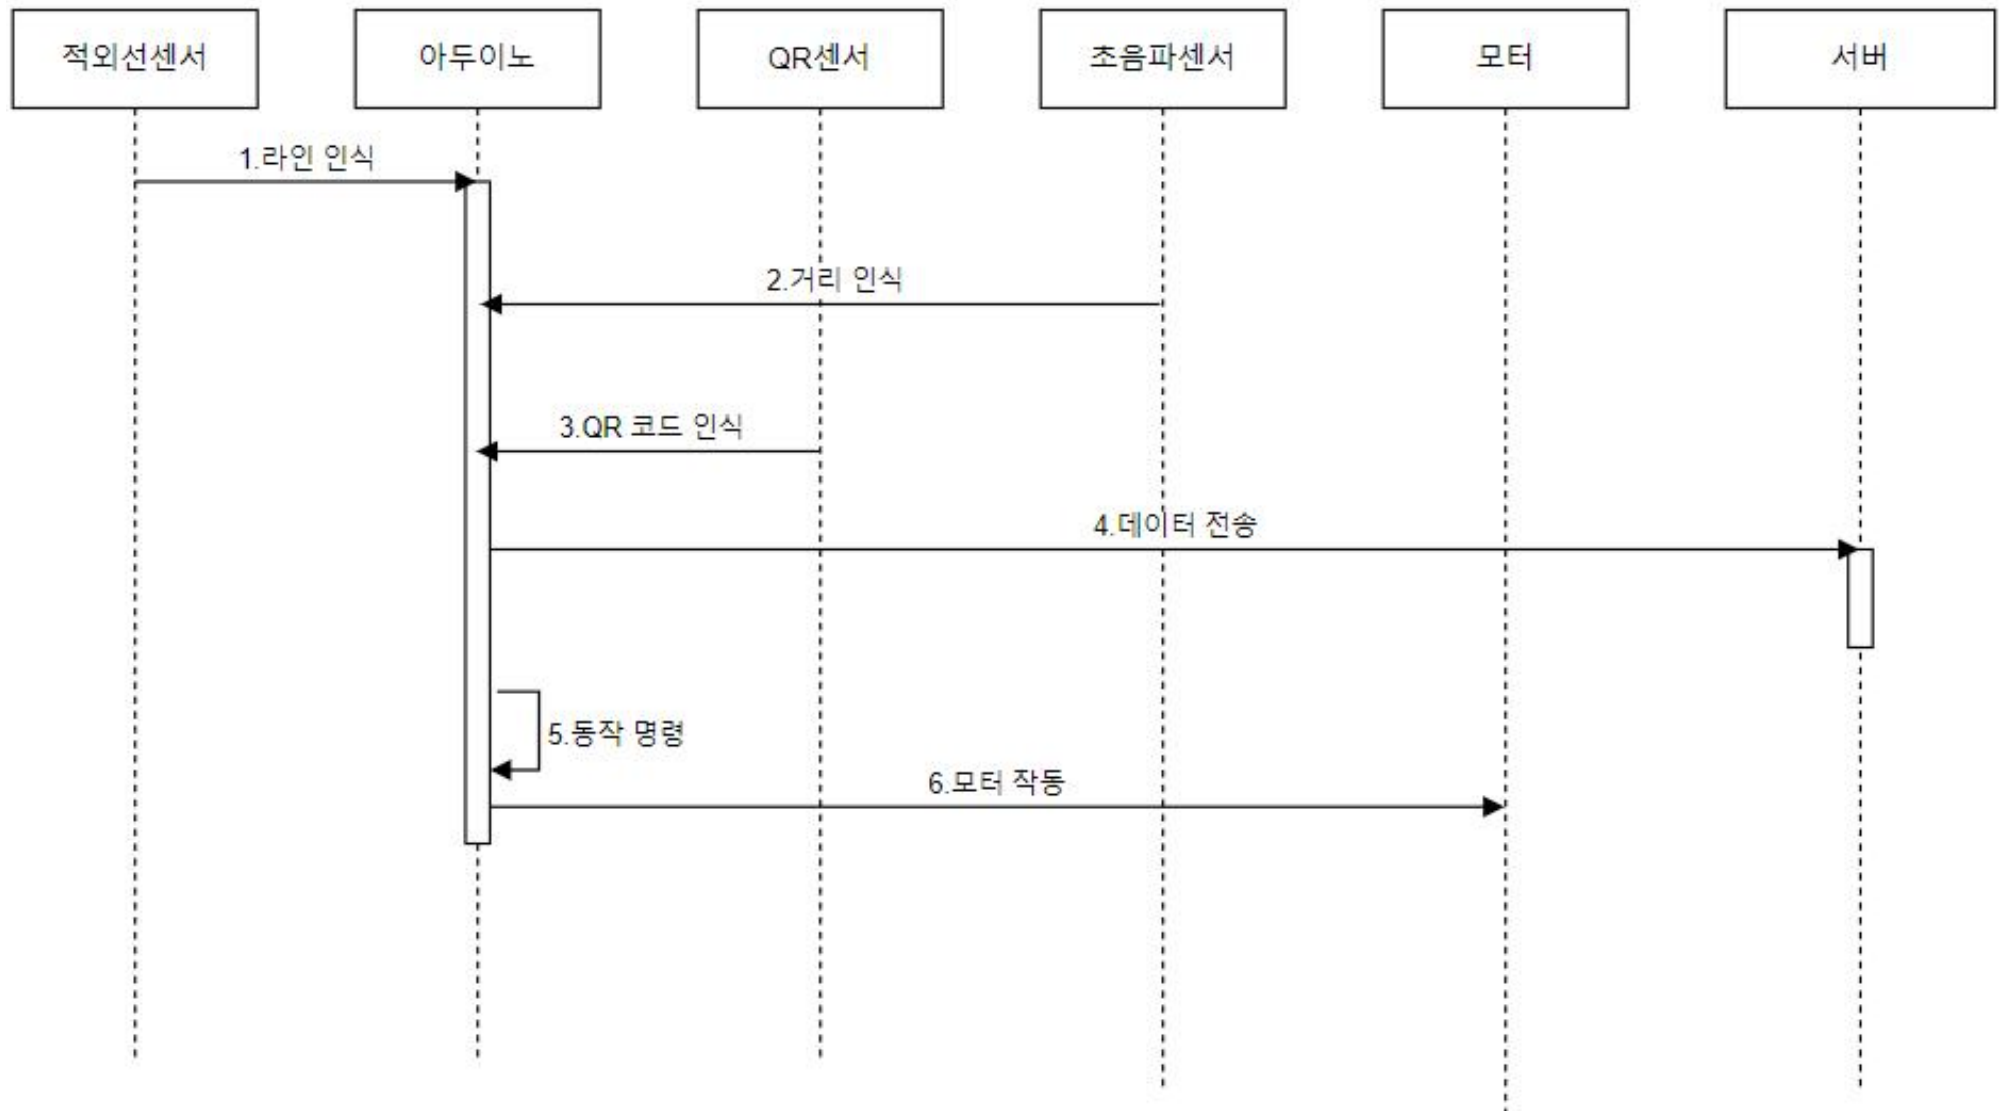 적외선센서
아두이노
QR센서
초음파센서
모터
서버
1.라인 인식
2.거리 인식
3.QR 코드 인식
4.데이터 전송
5.동작 명령
6.모터 작동